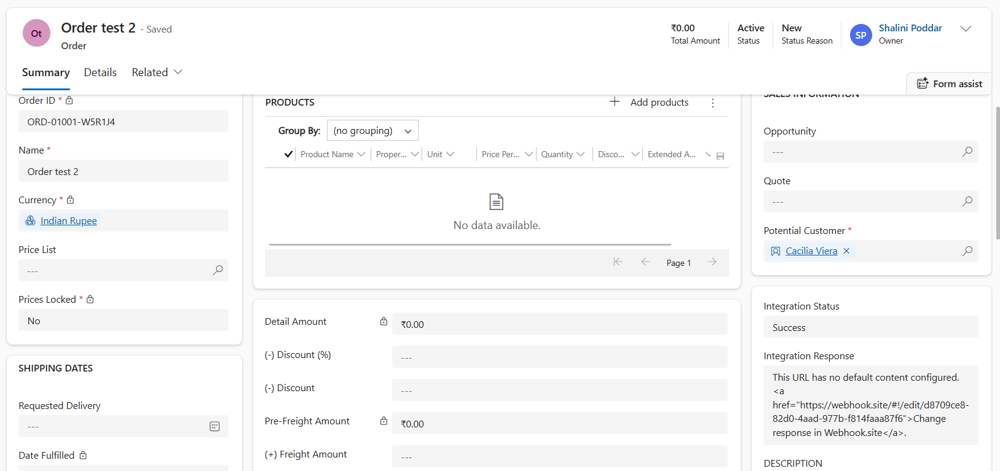 Ot
Order test 2 - Saved
Order
₹0.00
Total Amount
Active
Status
New
Status Reason
SP
Shalini Poddar
Owner
Summary
Details
Related
Form assist
Order ID *
ORD-01001-W5R1J4
Name *
Order test 2
Currency *
Indian Rupee
Price List
---
Prices Locked *
No
SHIPPING DATES
Requested Delivery
---
Date Fulfilled
PRODUCTS
Add products
Group By: (no grouping)
Product Name Proper... Unit Price Per... Quantity Disco... Extended A...
No data available.
Page 1
Detail Amount ₹0.00
(-) Discount (%) ---
(-) Discount ---
Pre-Freight Amount ₹0.00
(+) Freight Amount ---
SALES INFORMATION
Opportunity
---
Quote
---
Potential Customer *
Cacilia Viera
Integration Status
Success
Integration Response
This URL has no default content configured.
<a
href="https://webhook.site/#!/edit/d8709ce8-
82d0-4aad-977b-f814faaa87f6">Change
response in Webhook.site</a>.
DESCRIPTION